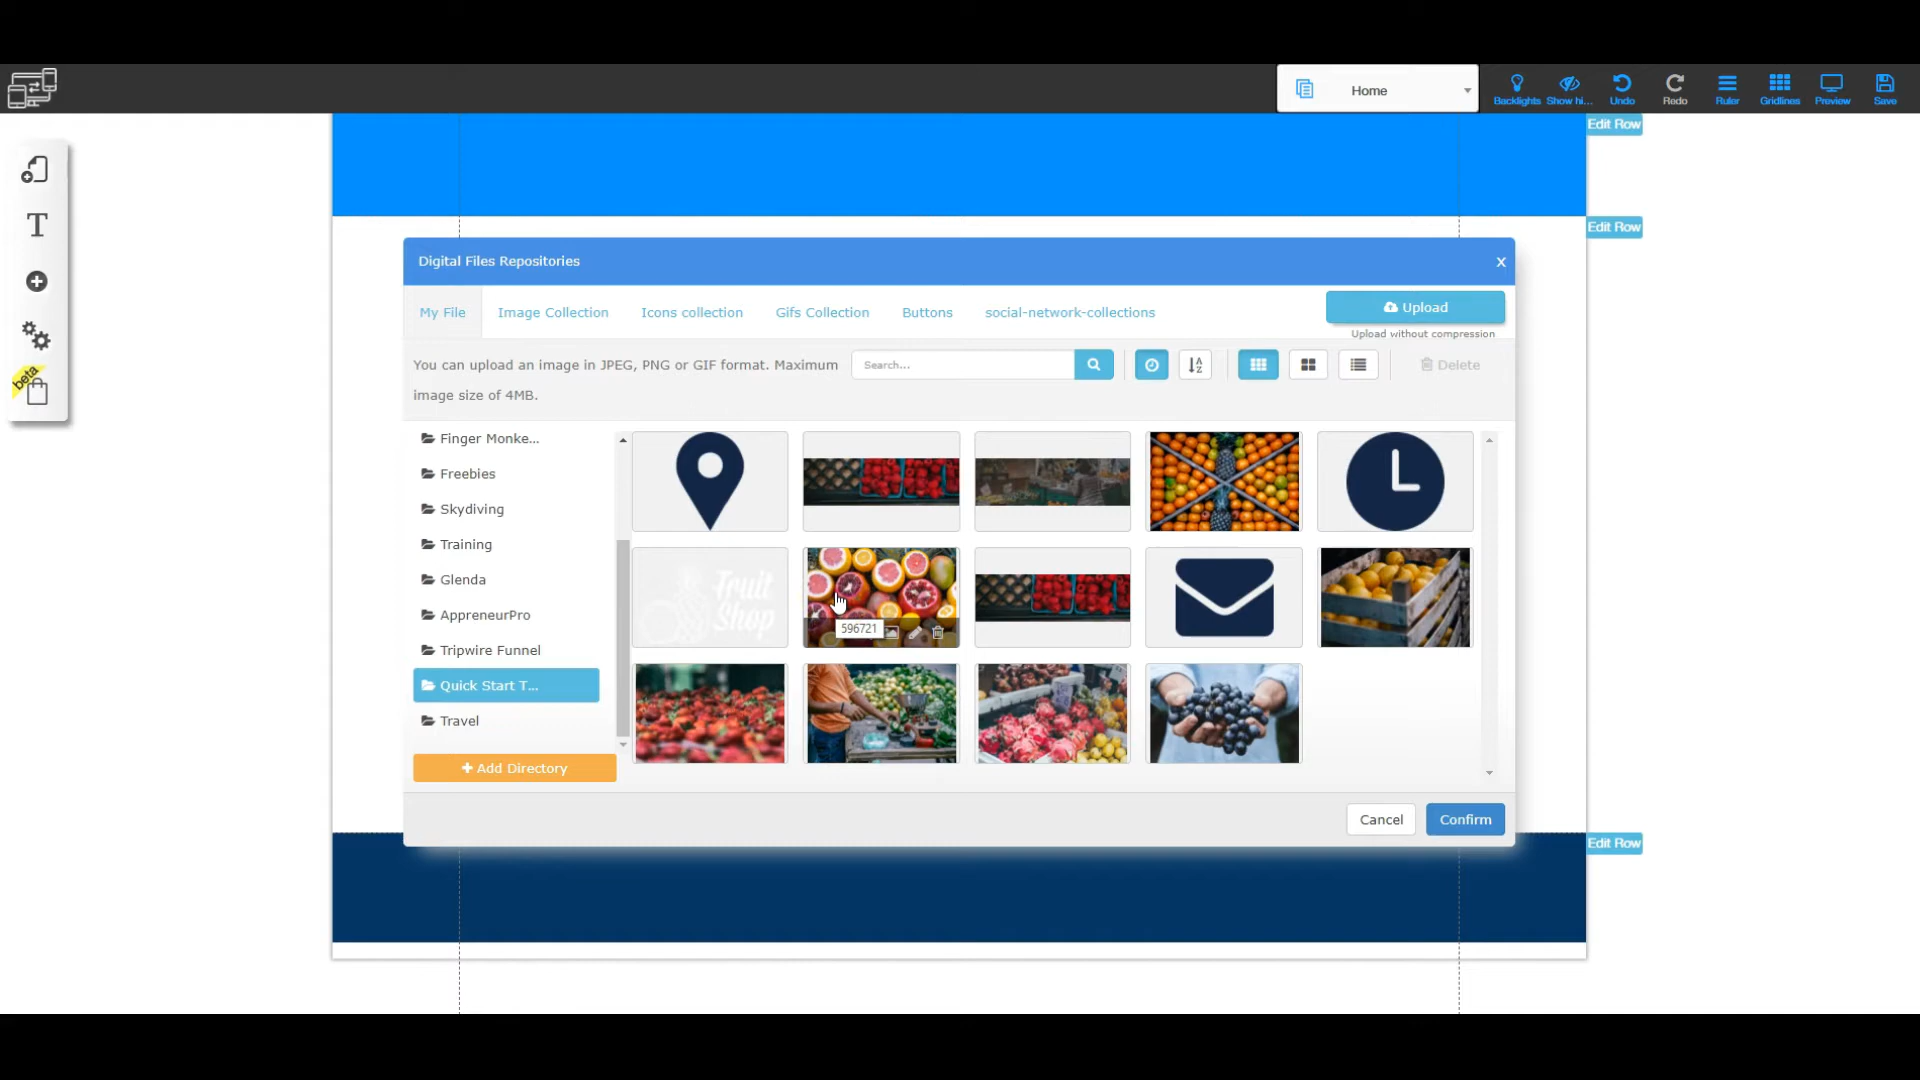 Home
Backlights
Show hi...
Undo
Redo
Ruler
Gridlines
Preview
Save
Edit Row
Edit Row
beta
Digital Files Repositories
x
My File
Image Collection
Icons collection
Gifs Collection
Buttons
social-network-collections
Upload
Upload without compression
You can upload an image in JPEG, PNG or GIF format. Maximum
image size of 4MB.
Search...
Delete
Finger Monke...
Freebies
Skydiving
Training
Glenda
AppreneurPro
Tripwire Funnel
Quick Start T...
Travel
Add Directory
Fruit
Shop
596721
Cancel
Confirm
Edit Row